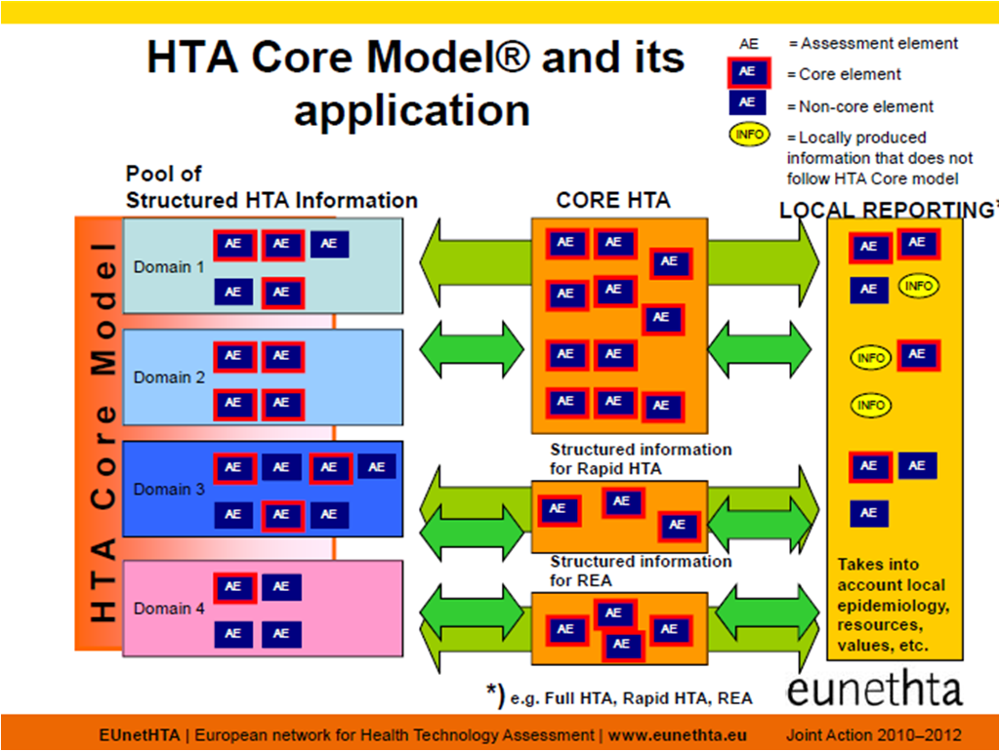 HTA Core Model® and its
application
AE = Assessment element
AE = Core element
AE = Non-core element
INFO = Locally produced
information that does not
follow HTA Core model
Pool of
Structured HTA Information
CORE HTA
LOCAL REPORTING*
HTA Core Model
Domain 1
AE AE AE
AE AE
Domain 2
AE AE
AE AE
Domain 3
AE AE AE AE
AE AE AE
Domain 4
AE AE
AE AE
AE AE
AE
AE AE
AE
AE AE
AE AE AE
Structured information
for Rapid HTA
AE AE AE
Structured information
for REA
AE AE AE
AE
AE AE
AE INFO
INFO AE
INFO
AE AE
AE
Takes into
account local
epidemiology,
resources,
values, etc.
*) e.g. Full HTA, Rapid HTA, REA
eunethta
EUnetHTA | European network for Health Technology Assessment | www.eunethta.eu Joint Action 2010–2012